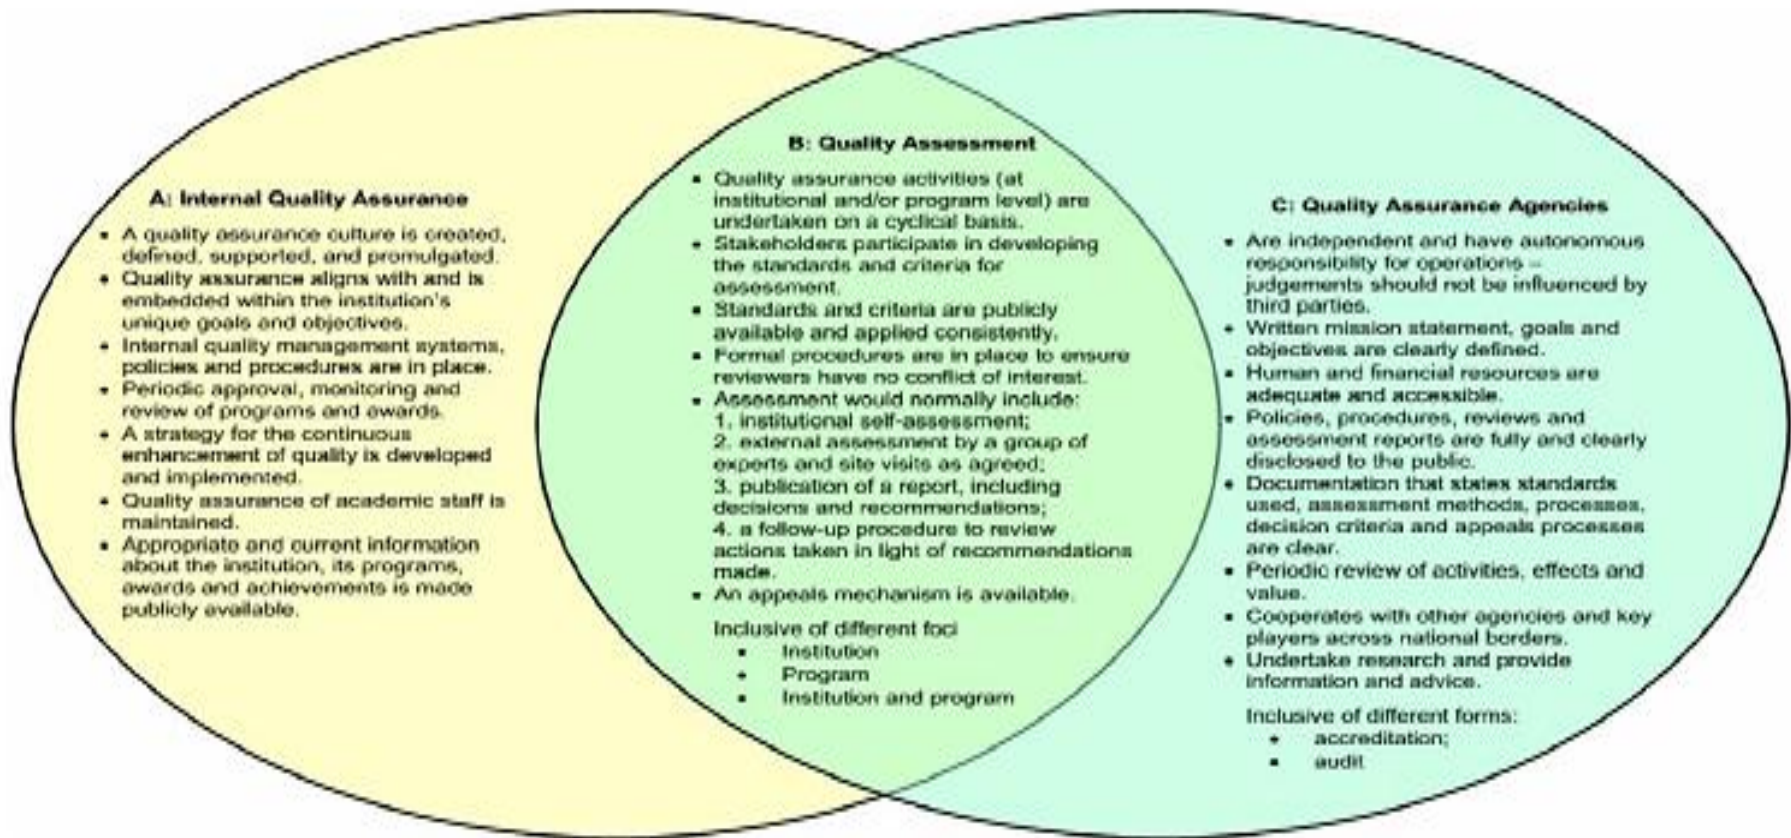 A: Internal Quality Assurance
• A quality assurance culture is created,
defined, supported, and promulgated.
• Quality assurance aligns with and is
embedded within the institution's
unique goals and objectives.
• Internal quality management systems,
policies and procedures are in place.
• Periodic approval, monitoring and
review of programs and awards.
• A strategy for the continuous
enhancement of quality is developed
and implemented.
• Quality assurance of academic staff is
maintained.
• Appropriate and current information
about the institution, its programs,
awards and achievements is made
publicly available.
B: Quality Assessment
• Quality assurance activities (at
institutional and/or program level) are
undertaken on a cyclical basis.
• Stakeholders participate in developing
the standards and criteria for
assessment.
• Standards and criteria are publicly
available and applied consistently.
• Formal procedures are in place to ensure
reviewers have no conflict of interest.
• Assessment would normally include:
1. institutional self-assessment;
2. external assessment by a group of
experts and site visits as agreed;
3. publication of a report, including
decisions and recommendations;
4. a follow-up procedure to review
actions taken in light of recommendations
made.
• An appeals mechanism is available.
Inclusive of different foci
• Institution
• Program
• Institution and program
C: Quality Assurance Agencies
• Are independent and have autonomous
responsibility for operations –
judgements should not be influenced by
third parties.
• Written mission statement, goals and
objectives are clearly defined.
• Human and financial resources are
adequate and accessible.
• Policies, procedures, reviews and
assessment reports are fully and clearly
disclosed to the public.
• Documentation that states standards
used, assessment methods, processes,
decision criteria and appeals processes
are clear.
• Periodic review of activities, effects and
value.
• Cooperates with other agencies and key
players across national borders.
• Undertake research and provide
information and advice.
Inclusive of different forms:
• accreditation;
• audit